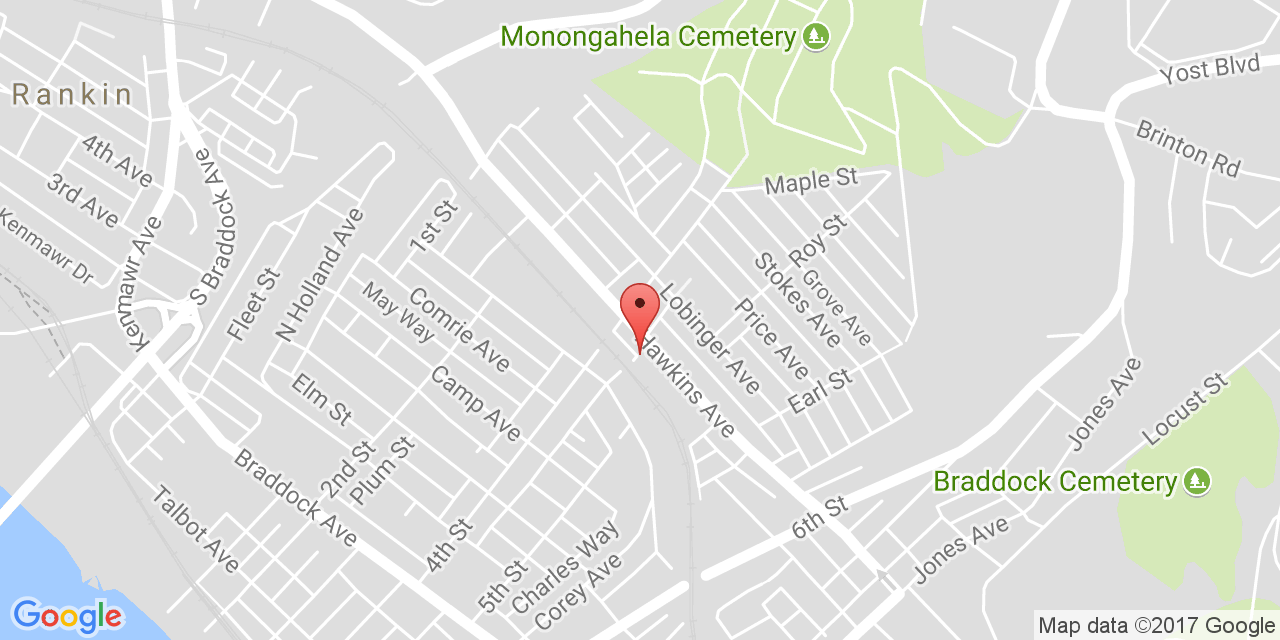 Monongahela Cemetery
Yost Blvd
Rankin
Brinton Rd
4th Ave
3rd Ave
Kenmawr Dr
Kenmawr Ave
S Braddock Ave
Maple St
1st St
N Holland Ave
Fleet St
Roy St
Stokes Ave
Grove Ave
May Way
Comrie Ave
Lobinger Ave
Price Ave
Hawkins Ave
Earl St
Elm St
Camp Ave
Jones Ave
Locust St
2nd St
Plum St
Braddock Ave
Talbot Ave
Braddock Cemetery
6th St
4th St
5th St
Charles Way
Corey Ave
Jones Ave
Google
Map data ©2017 Google